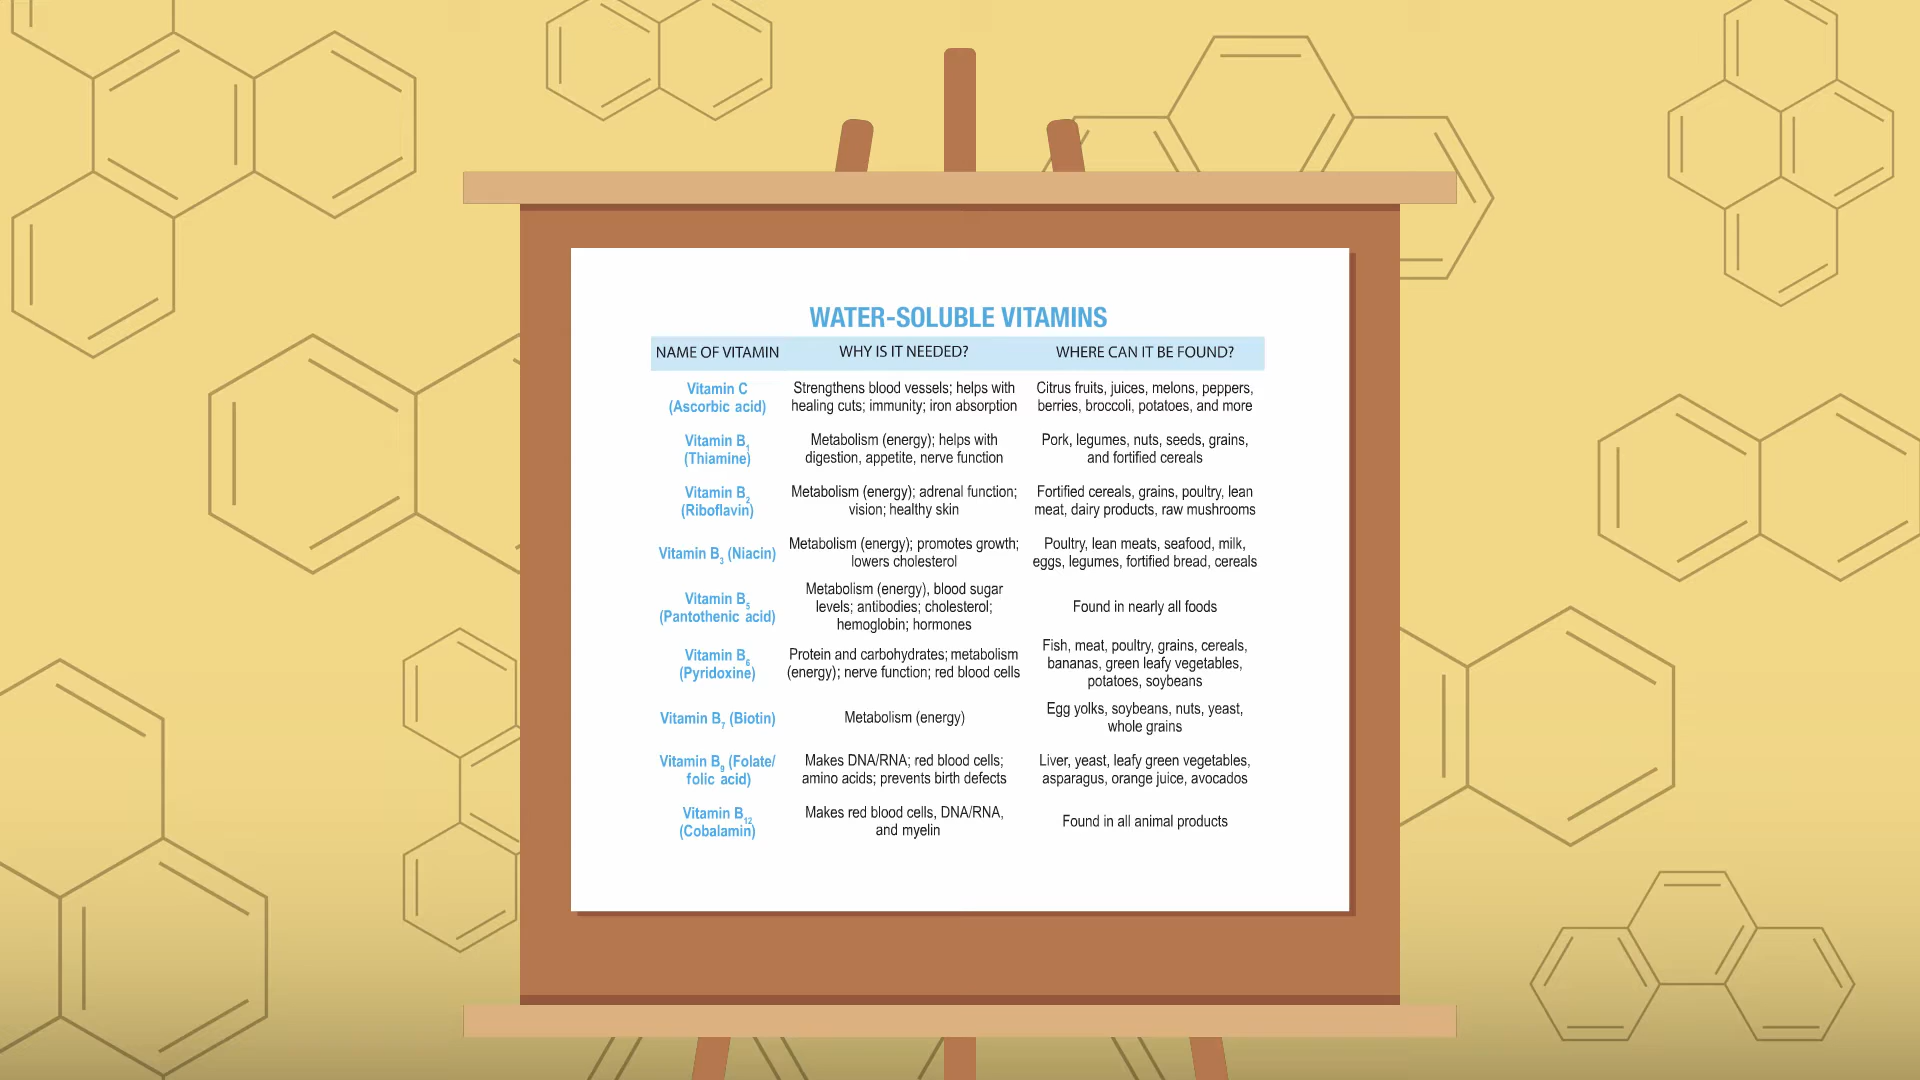 WATER-SOLUBLE VITAMINS
NAME OF VITAMIN WHY IS IT NEEDED? WHERE CAN IT BE FOUND?
Vitamin C
(Ascorbic acid)
Strengthens blood vessels; helps with
healing cuts; immunity; iron absorption
Citrus fruits, juices, melons, peppers,
berries, broccoli, potatoes, and more
Vitamin B₁
(Thiamine)
Metabolism (energy); helps with
digestion, appetite, nerve function
Pork, legumes, nuts, seeds, grains,
and fortified cereals
Vitamin B₂
(Riboflavin)
Metabolism (energy); adrenal function;
vision; healthy skin
Fortified cereals, grains, poultry, lean
meat, dairy products, raw mushrooms
Vitamin B₃ (Niacin)
Metabolism (energy); promotes growth;
lowers cholesterol
Poultry, lean meats, seafood, milk,
eggs, legumes, fortified bread, cereals
Vitamin B₅
(Pantothenic acid)
Metabolism (energy), blood sugar
levels; antibodies; cholesterol;
hemoglobin; hormones
Found in nearly all foods
Vitamin B₆
(Pyridoxine)
Protein and carbohydrates; metabolism
(energy); nerve function; red blood cells
Fish, meat, poultry, grains, cereals,
bananas, green leafy vegetables,
potatoes, soybeans
Vitamin B₇ (Biotin)
Metabolism (energy)
Egg yolks, soybeans, nuts, yeast,
whole grains
Vitamin B₉ (Folate/
folic acid)
Makes DNA/RNA; red blood cells;
amino acids; prevents birth defects
Liver, yeast, leafy green vegetables,
asparagus, orange juice, avocados
Vitamin B₁₂
(Cobalamin)
Makes red blood cells, DNA/RNA,
and myelin
Found in all animal products